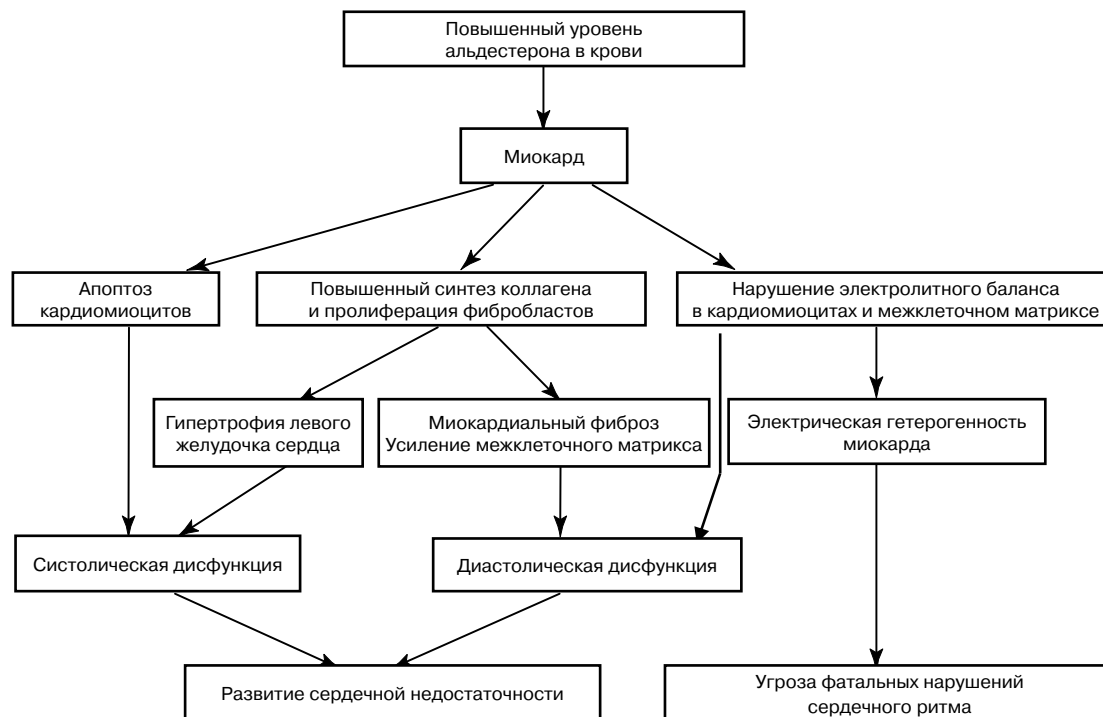 Повышенный уровень
альдестерона в крови
Миокард
Апоптоз
кардиомиоцитов
Повышенный синтез коллагена
и пролиферация фибробластов
Нарушение электролитного баланса
в кардиомиоцитах и межклеточном матриксе
Гипертрофия левого
желудочка сердца
Миокардиальный фиброз
Усиление межклеточного матрикса
Электрическая гетерогенность
миокарда
Систолическая дисфункция
Диастолическая дисфункция
Развитие сердечной недостаточности
Угроза фатальных нарушений
сердечного ритма